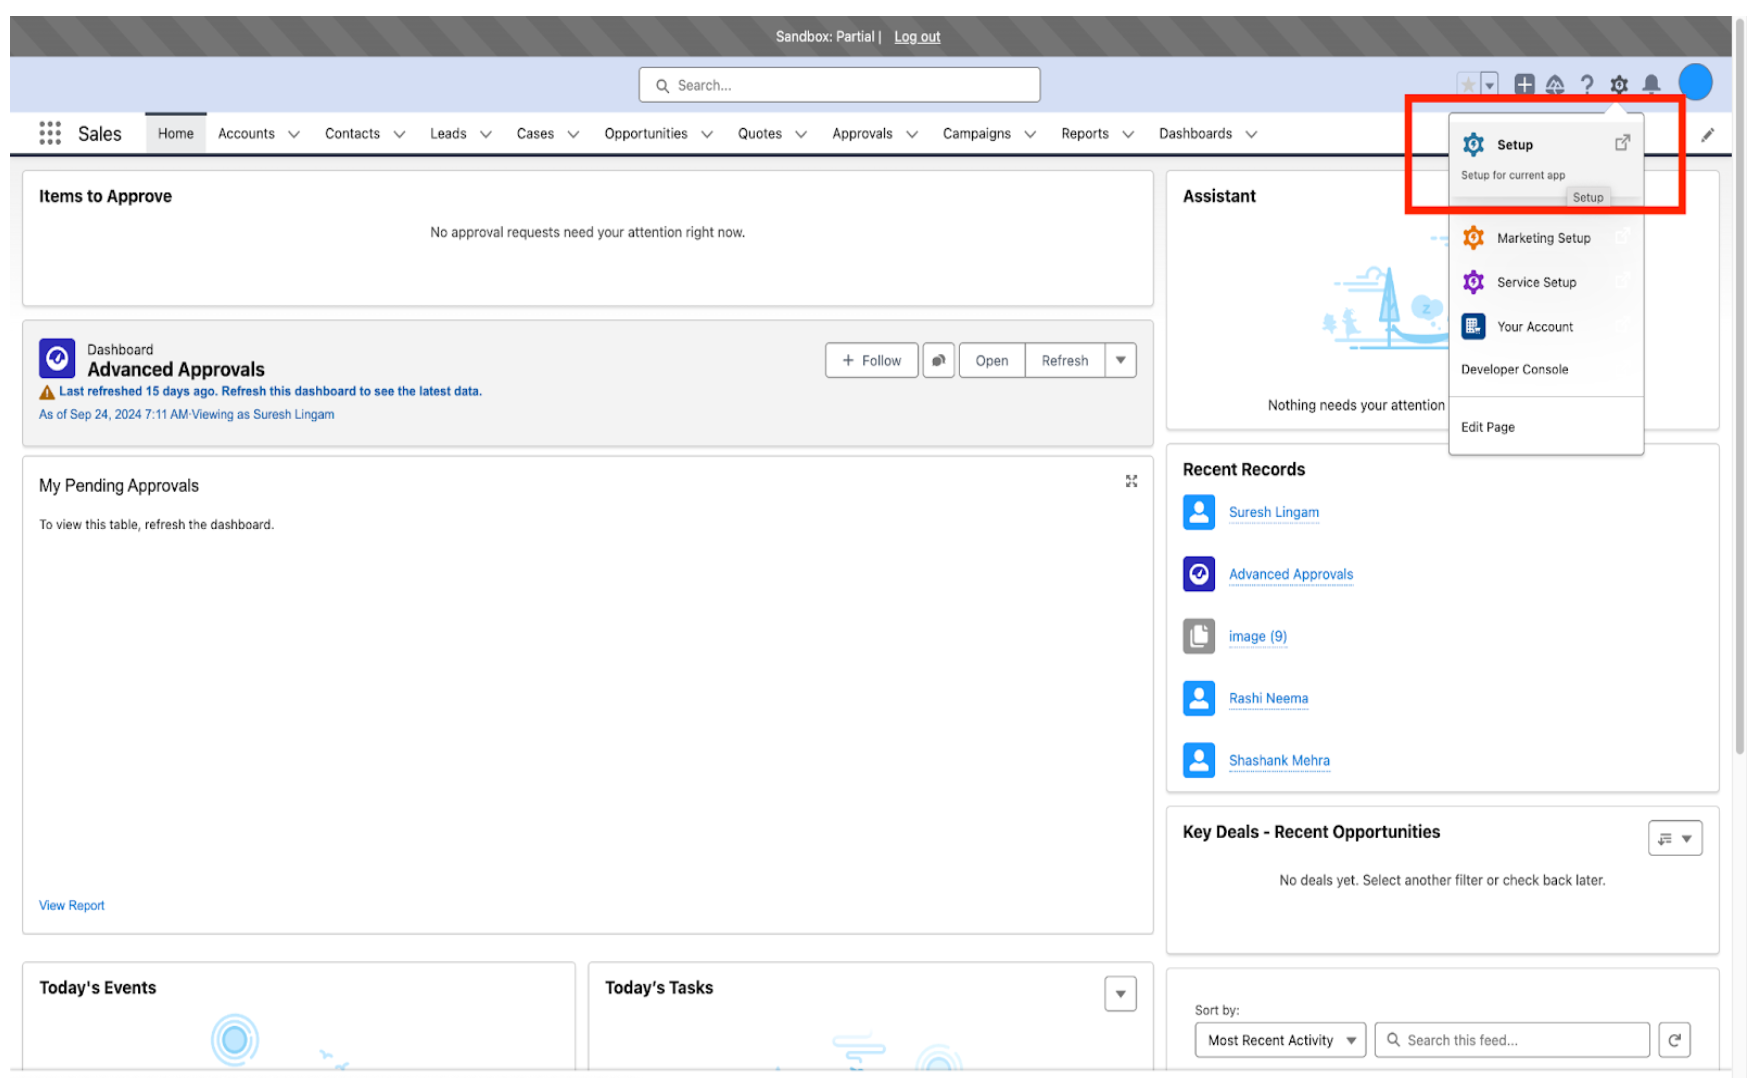 Sandbox: Partial | Log out
Search...
Sales Home Accounts Contacts Leads Cases Opportunities Quotes Approvals Campaigns Reports Dashboards
Setup
Setup for current app
Setup
Marketing Setup
Service Setup
Your Account
Developer Console
Edit Page
Items to Approve
No approval requests need your attention right now.
Dashboard
Advanced Approvals
Last refreshed 15 days ago. Refresh this dashboard to see the latest data.
As of Sep 24, 2024 7:11 AM·Viewing as Suresh Lingam
+ Follow Open Refresh
My Pending Approvals
To view this table, refresh the dashboard.
View Report
Today's Events
Today's Tasks
Assistant
z
Nothing needs your attention
Recent Records
Suresh Lingam
Advanced Approvals
image (9)
Rashi Neema
Shashank Mehra
Key Deals - Recent Opportunities
No deals yet. Select another filter or check back later.
Sort by:
Most Recent Activity Search this feed...